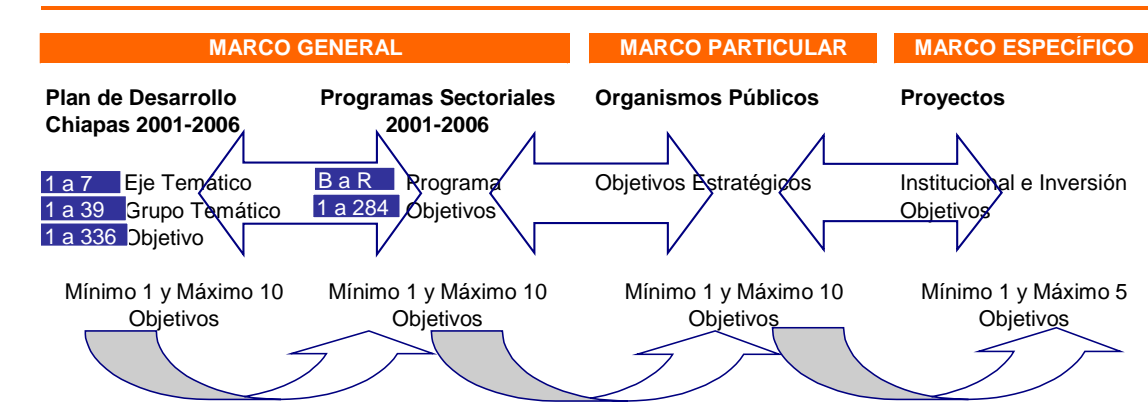 MARCO GENERAL
MARCO PARTICULAR
MARCO ESPECÍFICO
Plan de Desarrollo
Chiapas 2001-2006
Programas Sectoriales
2001-2006
Organismos Públicos
Proyectos
1 a 7 Eje Temático
1 a 39 Grupo Temático
1 a 336 Objetivo
B a R Programa
1 a 284 Objetivos
Objetivos Estratégicos
Institucional e Inversión
Objetivos
Mínimo 1 y Máximo 10
Objetivos
Mínimo 1 y Máximo 10
Objetivos
Mínimo 1 y Máximo 10
Objetivos
Mínimo 1 y Máximo 5
Objetivos